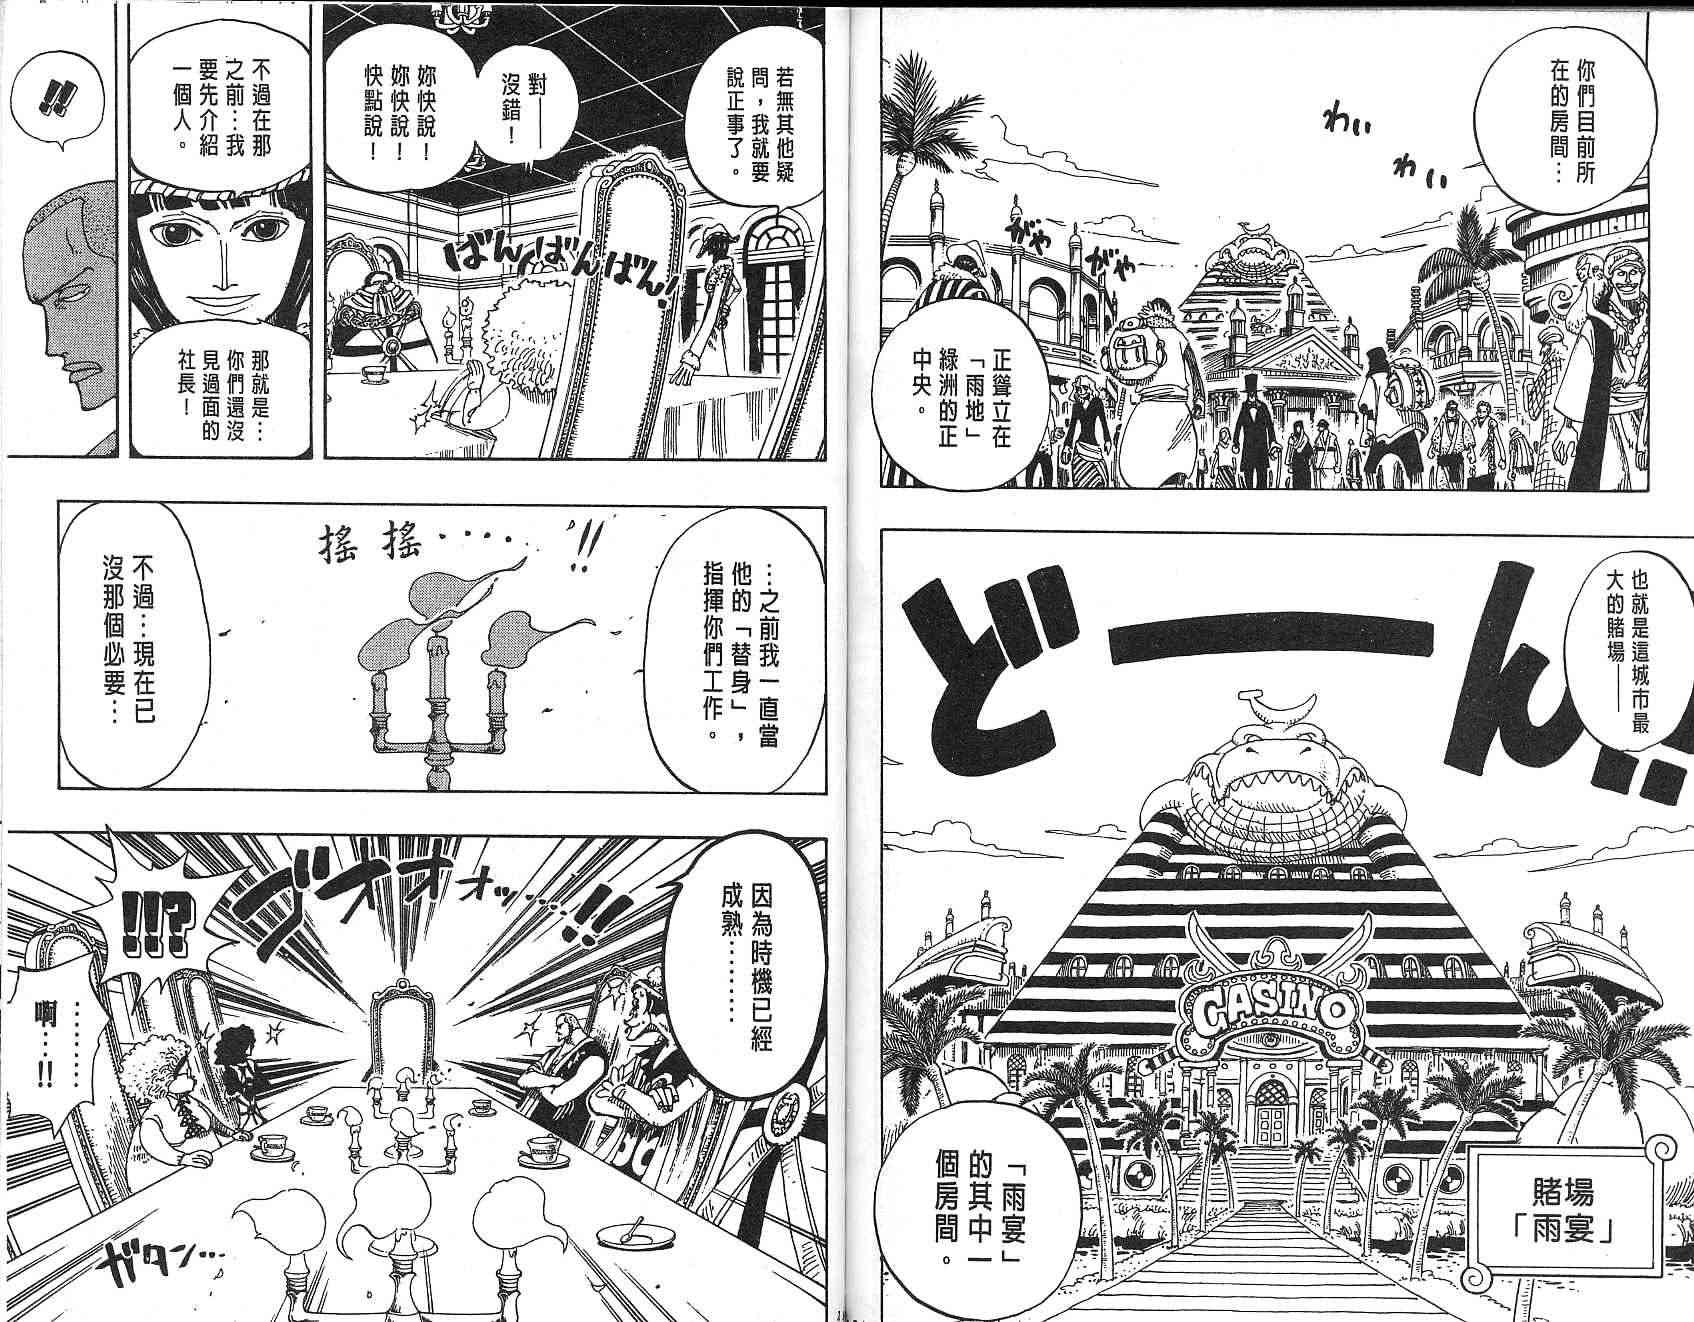 你們目前所
在的房間…
わいい
わいい
がや
がや
正聳立在
「雨地」
綠洲的正
中央。
也就是這城市最
大的賭場——
どーーん!!
CASINO
「雨宴」
的其中一
個房間。
賭場
「雨宴」
若無其他疑
問，我就要
說正事了。
對——
沒錯！
妳快說！
妳快說！
快點說！
ばんばんばん!
不過在那
之前…我
要先介紹
一個人。
那就是…
你們還沒
見過面的
社長！
!!
…之前我一直當
他的「替身」，
指揮你們工作。
搖搖……!!
不過…現在已
沒那個必要…
因為時機已經
成熟………
ブオオオッ……!!
!!!?
…………
啊…!!
ガタン…